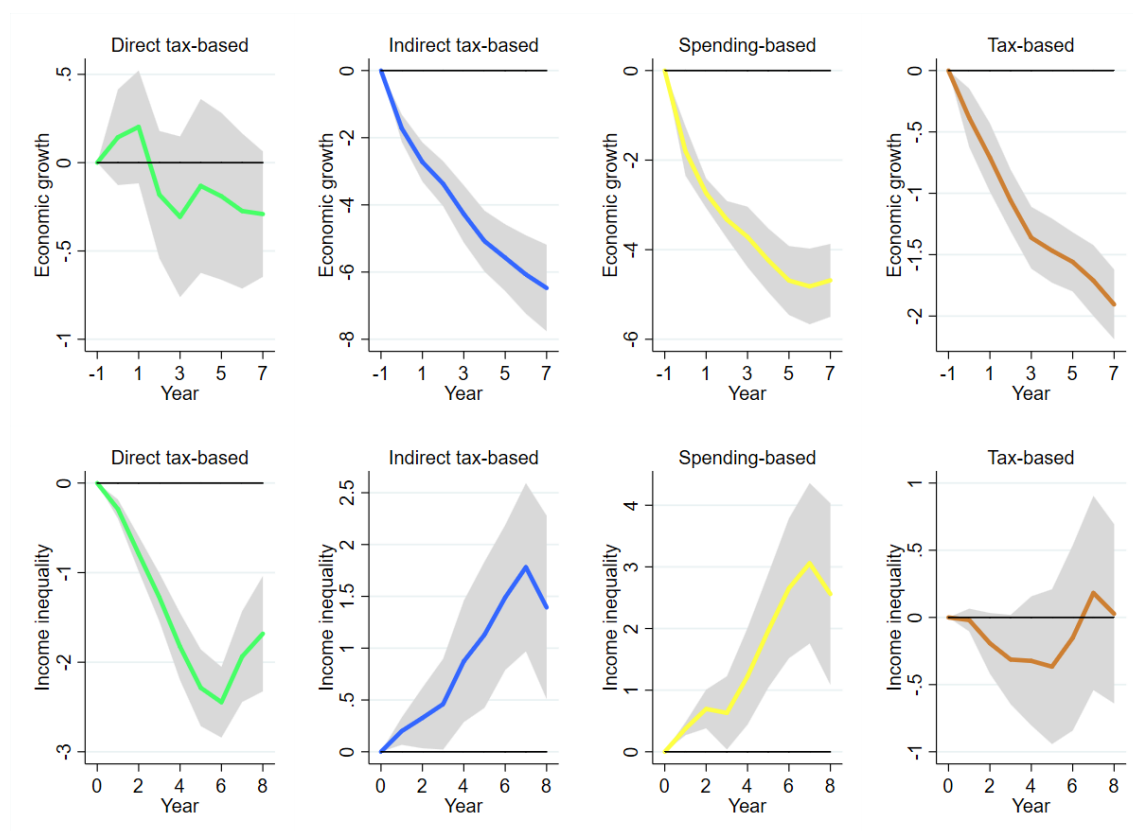 Direct tax-based
Indirect tax-based
Spending-based
Tax-based
Economic growth
.5
0
-.5
-1
-1 1 3 5 7
Year
Economic growth
0
-2
-4
-6
-8
-1 1 3 5 7
Year
Economic growth
0
-2
-4
-6
-1 1 3 5 7
Year
Economic growth
0
-.5
-1
-1.5
-2
-1 1 3 5 7
Year
Direct tax-based
Indirect tax-based
Spending-based
Tax-based
Income inequality
0
-1
-2
-3
0 2 4 6 8
Year
Income inequality
2.5
2
1.5
1
.5
0
0 2 4 6 8
Year
Income inequality
4
3
2
1
0
0 2 4 6 8
Year
Income inequality
1
.5
0
-.5
-1
0 2 4 6 8
Year